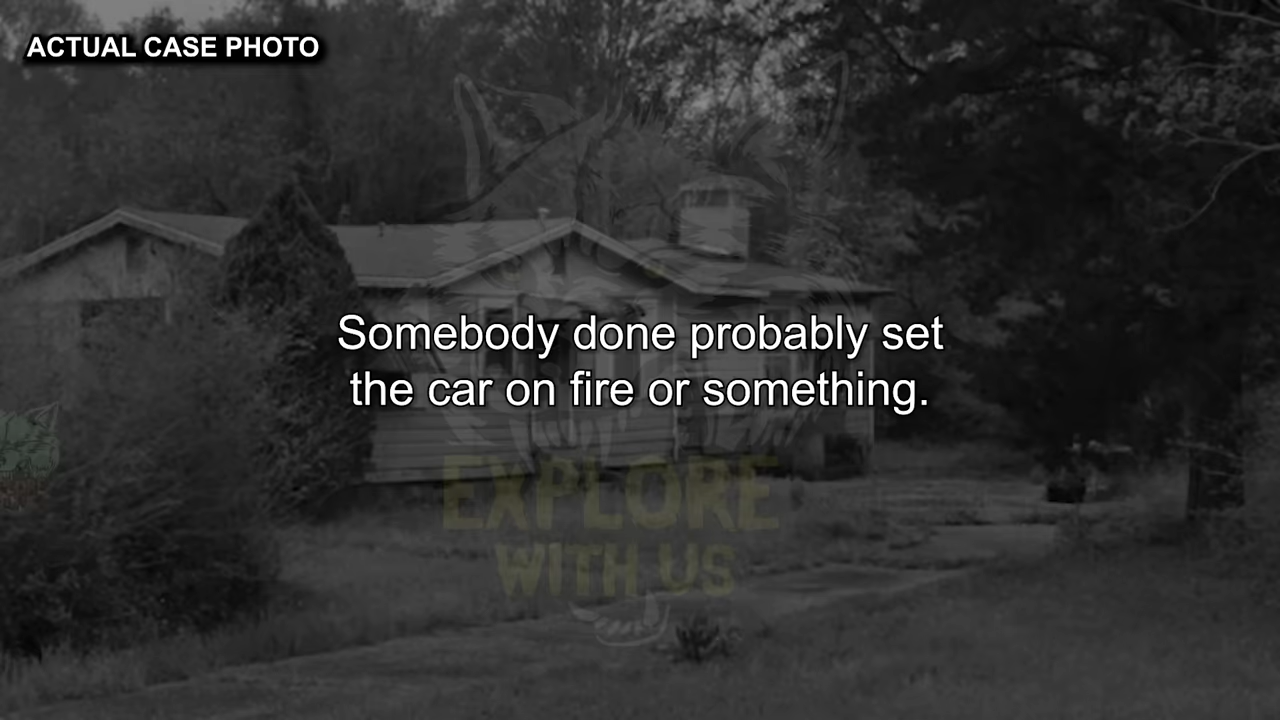 ACTUAL CASE PHOTO
Somebody done probably set
the car on fire or something.
EXPLORE
WITH US